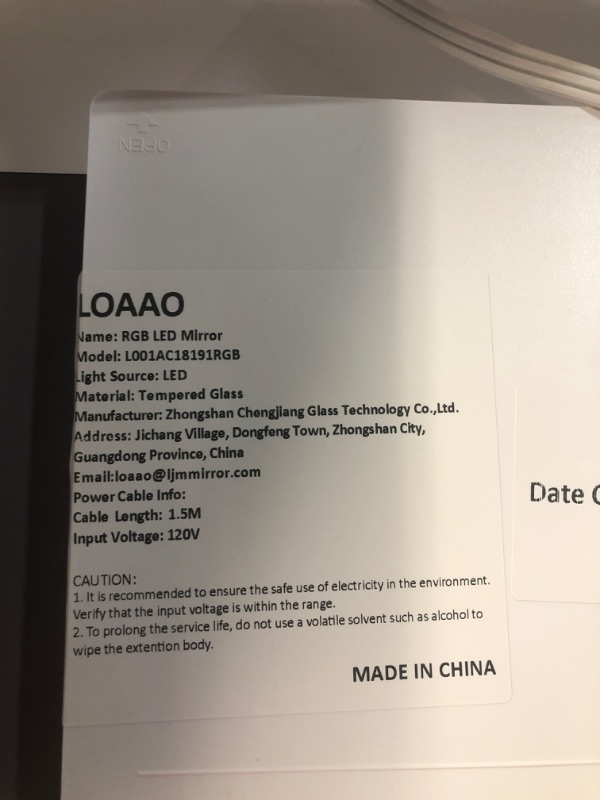 OPEN
LOAAO
Name: RGB LED Mirror
Model: L001AC18191RGB
Light Source: LED
Material: Tempered Glass
Manufacturer: Zhongshan Chengjiang Glass Technology Co.,Ltd.
Address: Jichang Village, Dongfeng Town, Zhongshan City,
Guangdong Province, China
Email:loaao@ljmmirror.com
Power Cable Info:
Cable Length: 1.5M
Input Voltage: 120V
CAUTION:
1. It is recommended to ensure the safe use of electricity in the environment.
Verify that the input voltage is within the range.
2. To prolong the service life, do not use a volatile solvent such as alcohol to
wipe the extention body.
MADE IN CHINA
Date